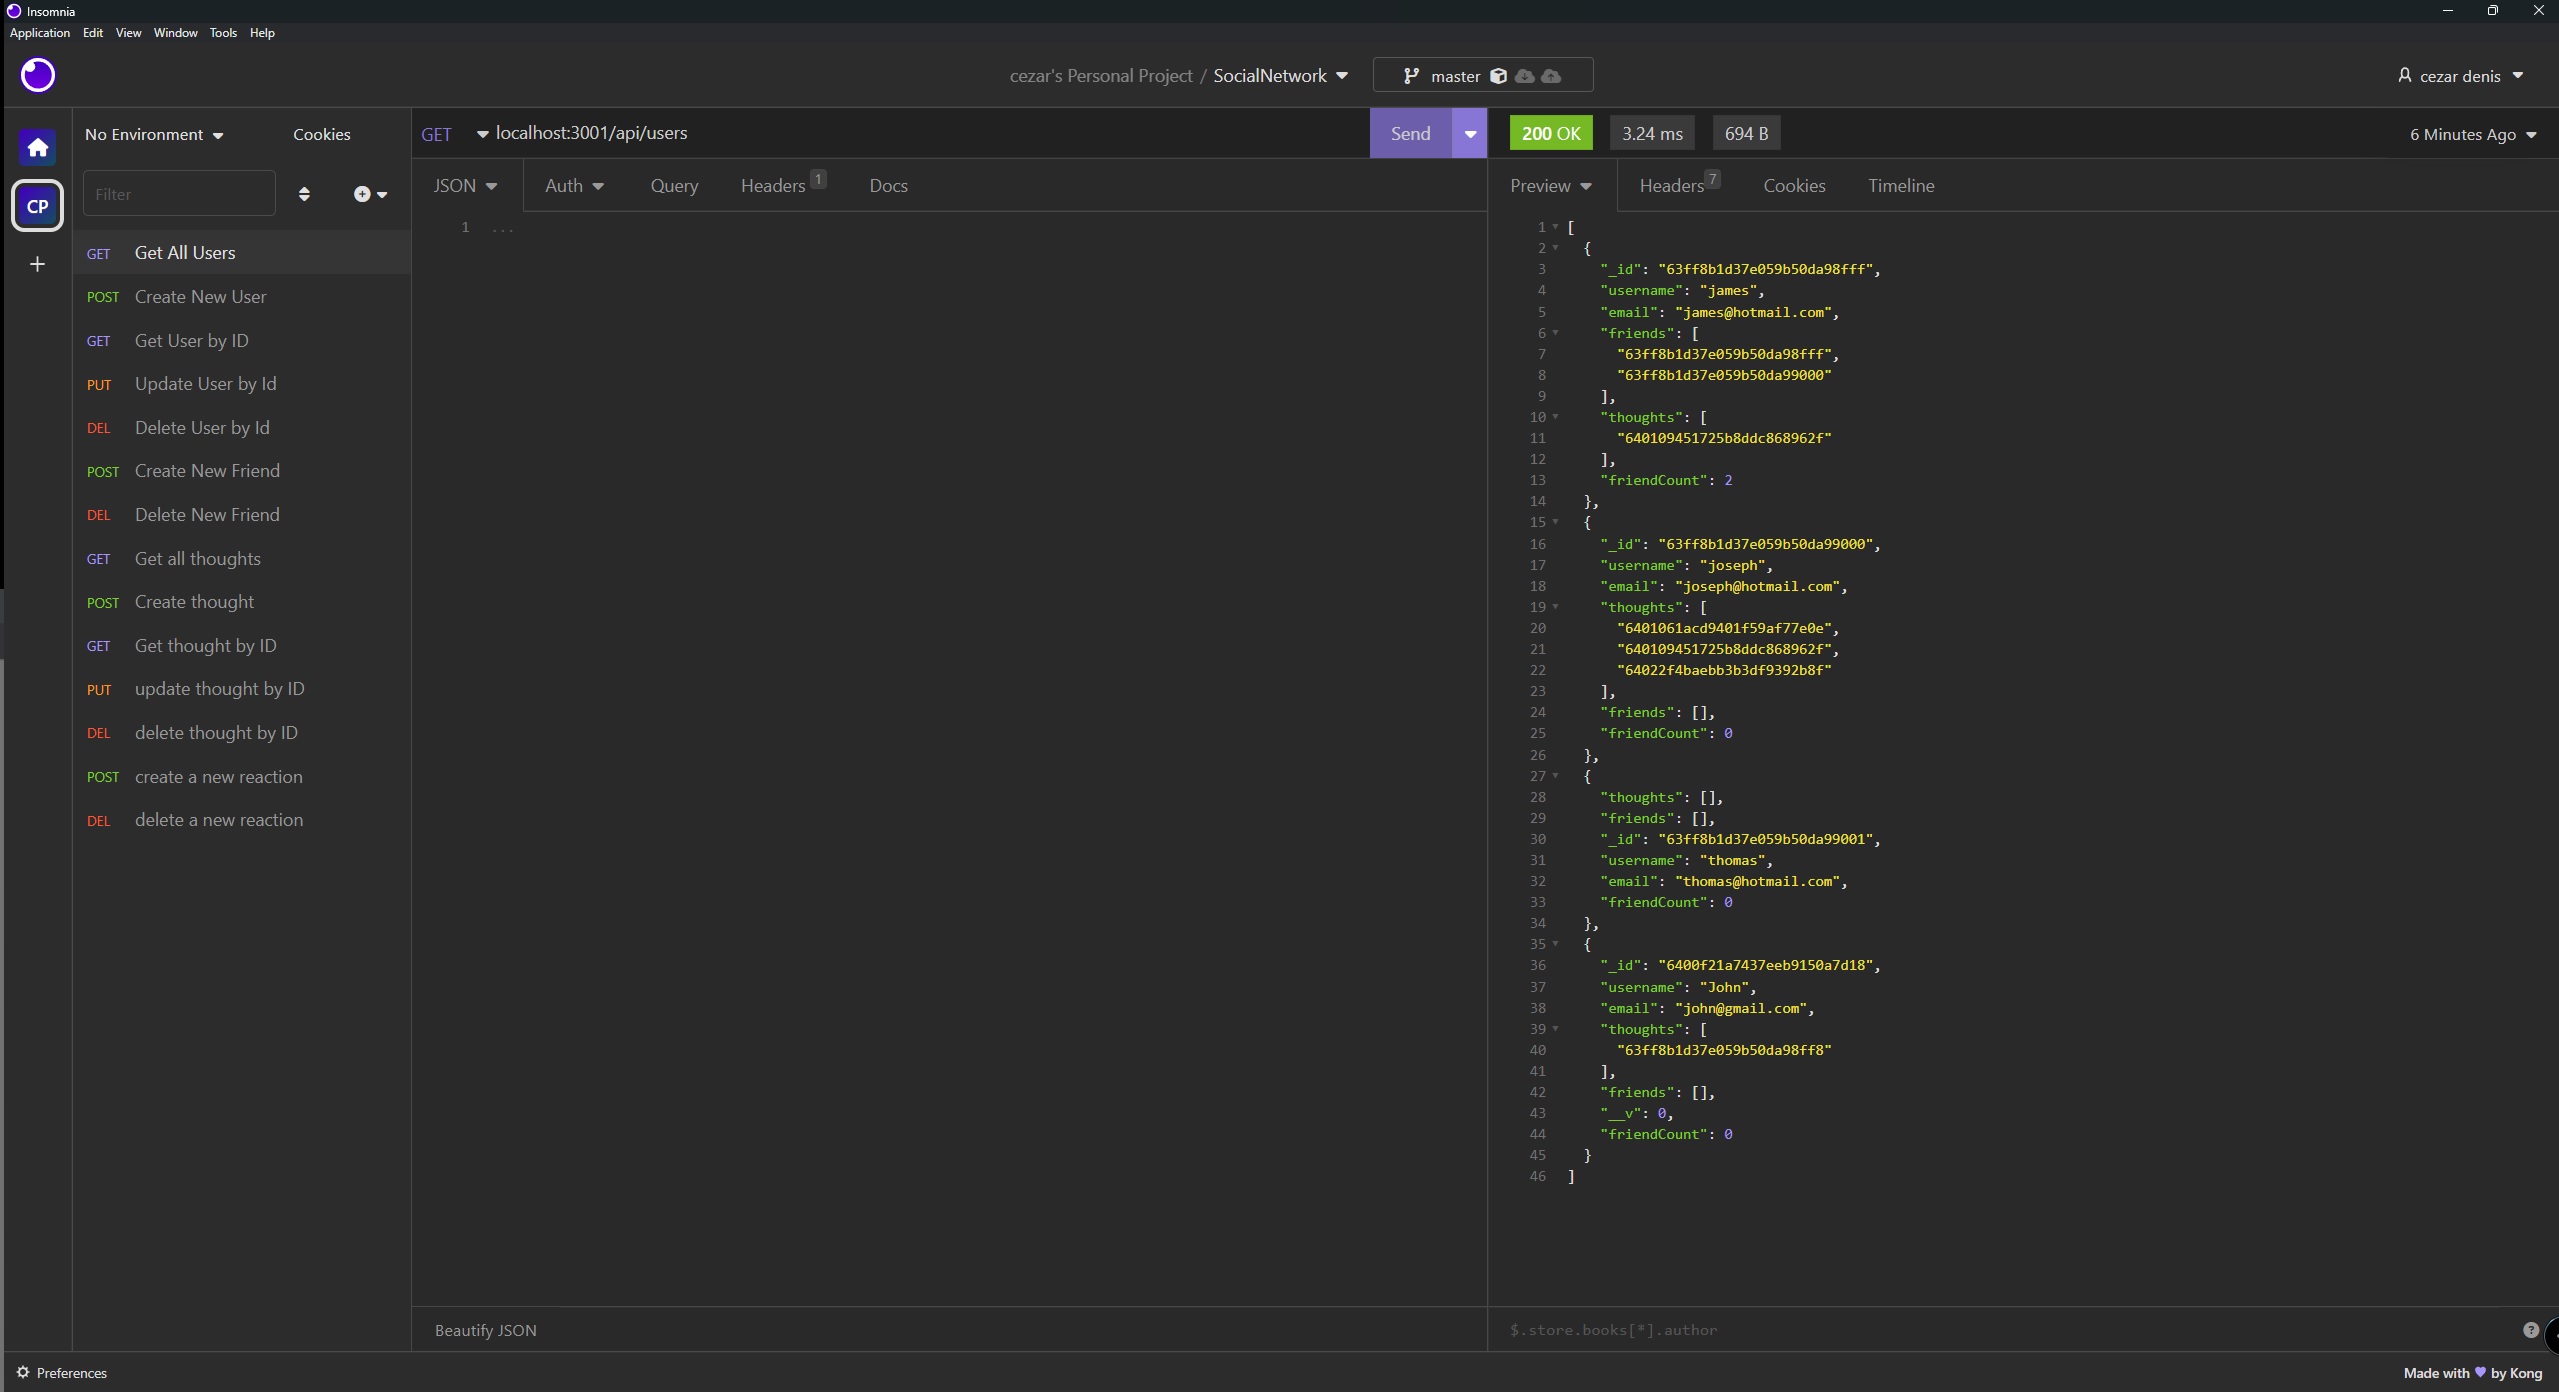 Insomnia
Application Edit View Window Tools Help
cezar's Personal Project / SocialNetwork master cezar denis
No Environment Cookies
GET localhost:3001/api/users Send 200 OK 3.24 ms 694 B 6 Minutes Ago
Filter
JSON Auth Query Headers 1 Docs
Preview Headers 7 Cookies Timeline
CP
GET Get All Users
POST Create New User
GET Get User by ID
PUT Update User by Id
DEL Delete User by Id
POST Create New Friend
DEL Delete New Friend
GET Get all thoughts
POST Create thought
GET Get thought by ID
PUT update thought by ID
DEL delete thought by ID
POST create a new reaction
DEL delete a new reaction
1 ...
1 [
2 {
3 "_id": "63ff8b1d37e059b50da98fff",
4 "username": "james",
5 "email": "james@hotmail.com",
6 "friends": [
7 "63ff8b1d37e059b50da98fff",
8 "63ff8b1d37e059b50da99000"
9 ],
10 "thoughts": [
11 "640109451725b8ddc868962f"
12 ],
13 "friendCount": 2
14 },
15 {
16 "_id": "63ff8b1d37e059b50da99000",
17 "username": "joseph",
18 "email": "joseph@hotmail.com",
19 "thoughts": [
20 "6401061acd9401f59af77e0e",
21 "640109451725b8ddc868962f",
22 "64022f4baebb3b3df9392b8f"
23 ],
24 "friends": [],
25 "friendCount": 0
26 },
27 {
28 "thoughts": [],
29 "friends": [],
30 "_id": "63ff8b1d37e059b50da99001",
31 "username": "thomas",
32 "email": "thomas@hotmail.com",
33 "friendCount": 0
34 },
35 {
36 "_id": "6400f21a7437eeb9150a7d18",
37 "username": "John",
38 "email": "john@gmail.com",
39 "thoughts": [
40 "63ff8b1d37e059b50da98ff8"
41 ],
42 "friends": [],
43 "__v": 0,
44 "friendCount": 0
45 }
46 ]
Beautify JSON
$.store.books[*].author
Preferences
Made with ♥ by Kong